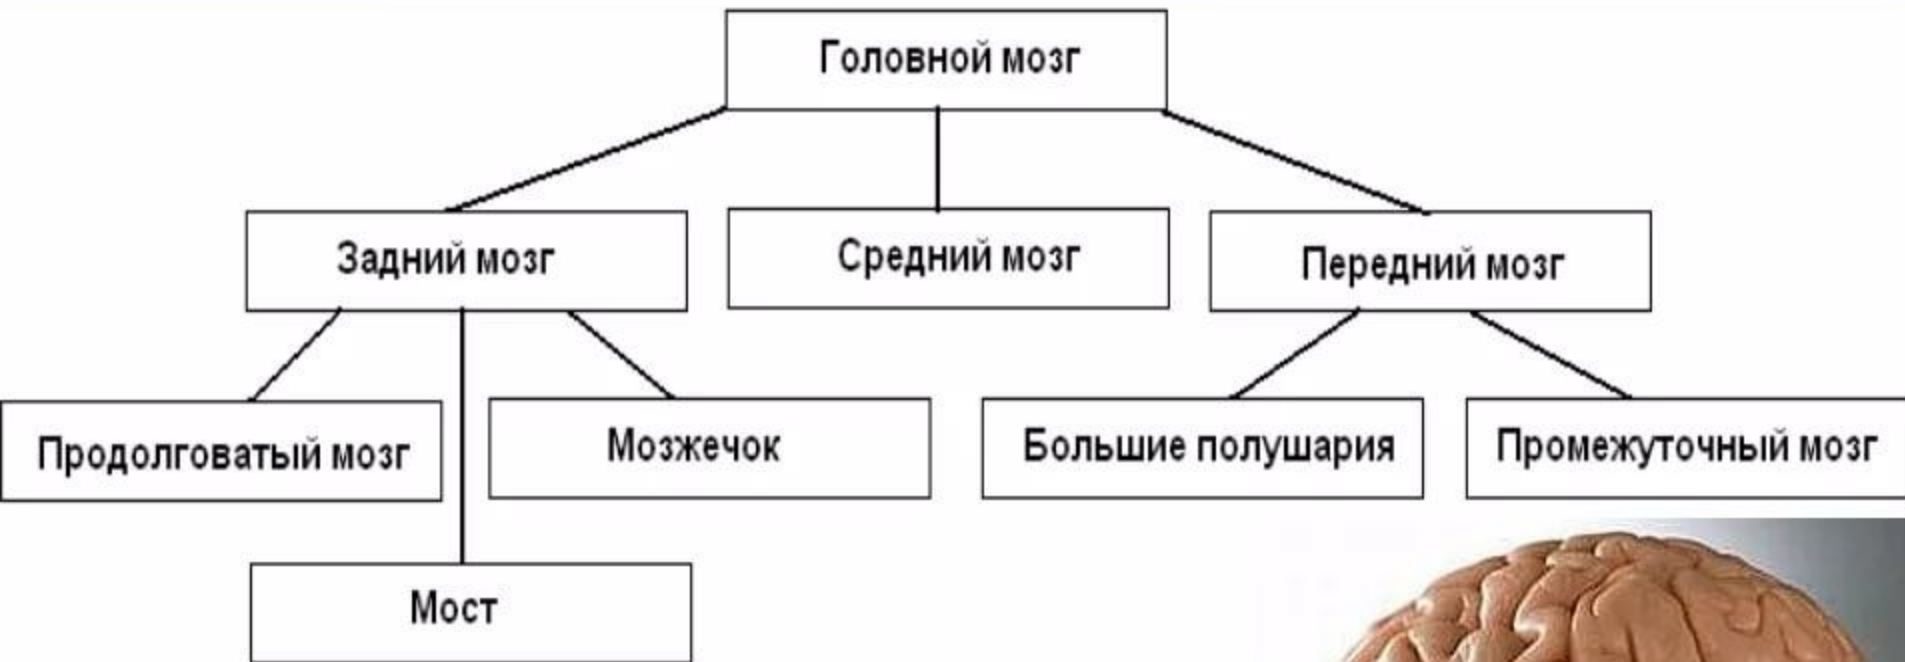 Головной мозг
Задний мозг
Средний мозг
Передний мозг
Продолговатый мозг
Мозжечок
Большие полушария
Промежуточный мозг
Мост